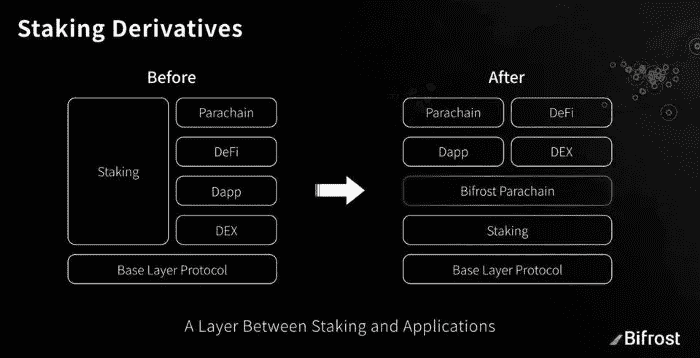 Staking Derivatives
Before
Staking
Parachain
DeFi
Dapp
DEX
Base Layer Protocol
After
Parachain
DeFi
Dapp
DEX
Bifrost Parachain
Staking
Base Layer Protocol
A Layer Between Staking and Applications
Bifrost